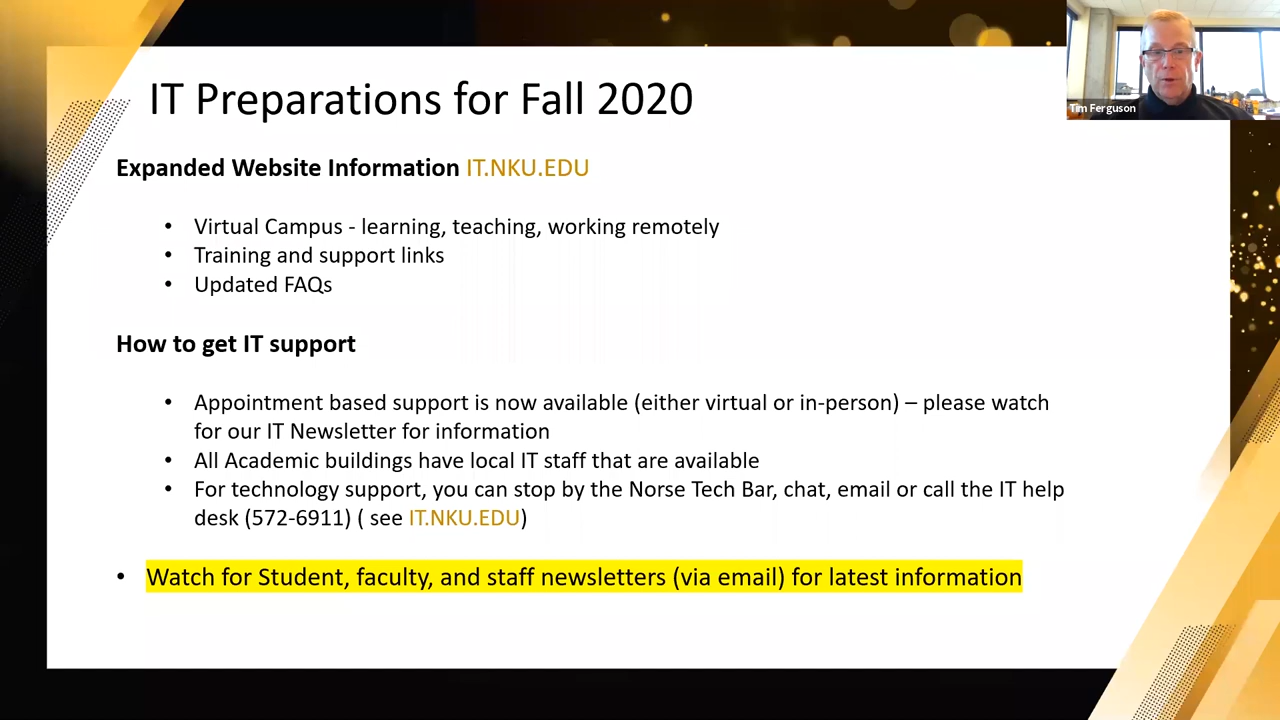 IT Preparations for Fall 2020
Tim Ferguson
Expanded Website Information IT.NKU.EDU
• Virtual Campus - learning, teaching, working remotely
• Training and support links
• Updated FAQs
How to get IT support
• Appointment based support is now available (either virtual or in-person) – please watch
for our IT Newsletter for information
• All Academic buildings have local IT staff that are available
• For technology support, you can stop by the Norse Tech Bar, chat, email or call the IT help
desk (572-6911) ( see IT.NKU.EDU)
• Watch for Student, faculty, and staff newsletters (via email) for latest information